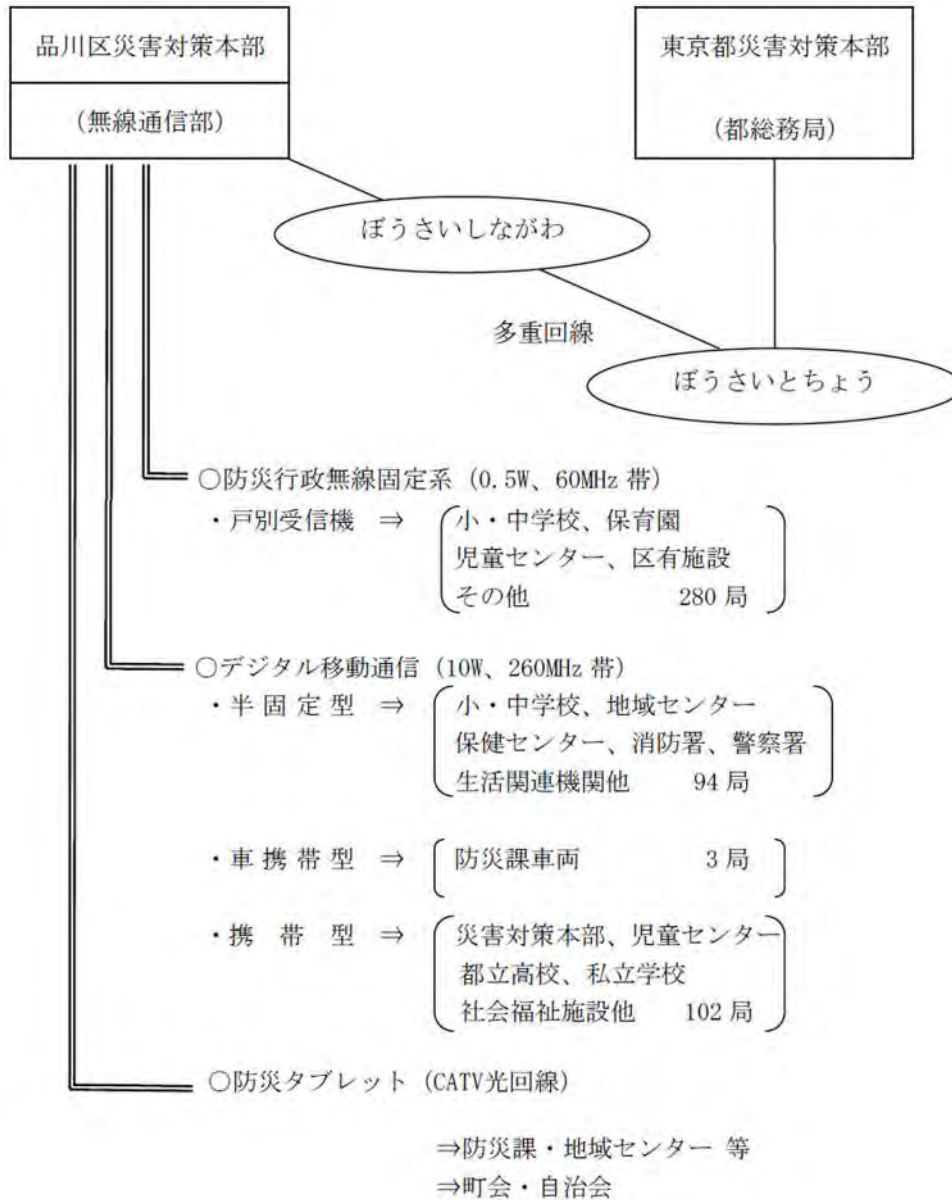 品川区災害対策本部
(無線通信部)
東京都災害対策本部
(都総務局)
ぼうさいしながわ
多重回線
ぼうさいとちょう
○防災行政無線固定系 (0.5W、60MHz 帯)
・戸別受信機 ⇒ 小・中学校、保育園
児童センター、区有施設
その他 280 局
○デジタル移動通信 (10W、260MHz 帯)
・半固定型 ⇒ 小・中学校、地域センター
保健センター、消防署、警察署
生活関連機関他 94 局
・車携帯型 ⇒ 防災課車両 3 局
・携帯型 ⇒ 災害対策本部、児童センター
都立高校、私立学校
社会福祉施設他 102 局
○防災タブレット (CATV光回線)
⇒防災課・地域センター 等
⇒町会・自治会